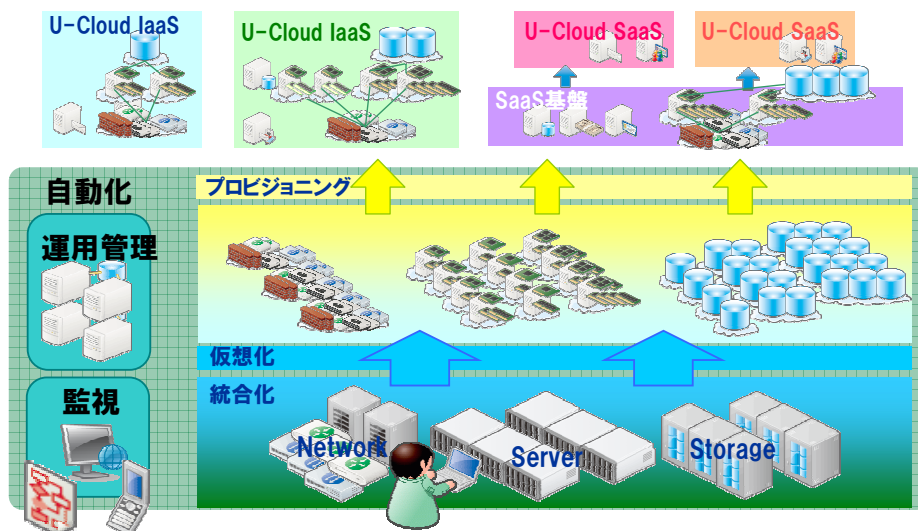 U-Cloud IaaS
U-Cloud IaaS
U-Cloud SaaS
U-Cloud SaaS
SaaS基盤
自動化
プロビジョニング
運用管理
仮想化
監視
統合化
Network
Server
Storage